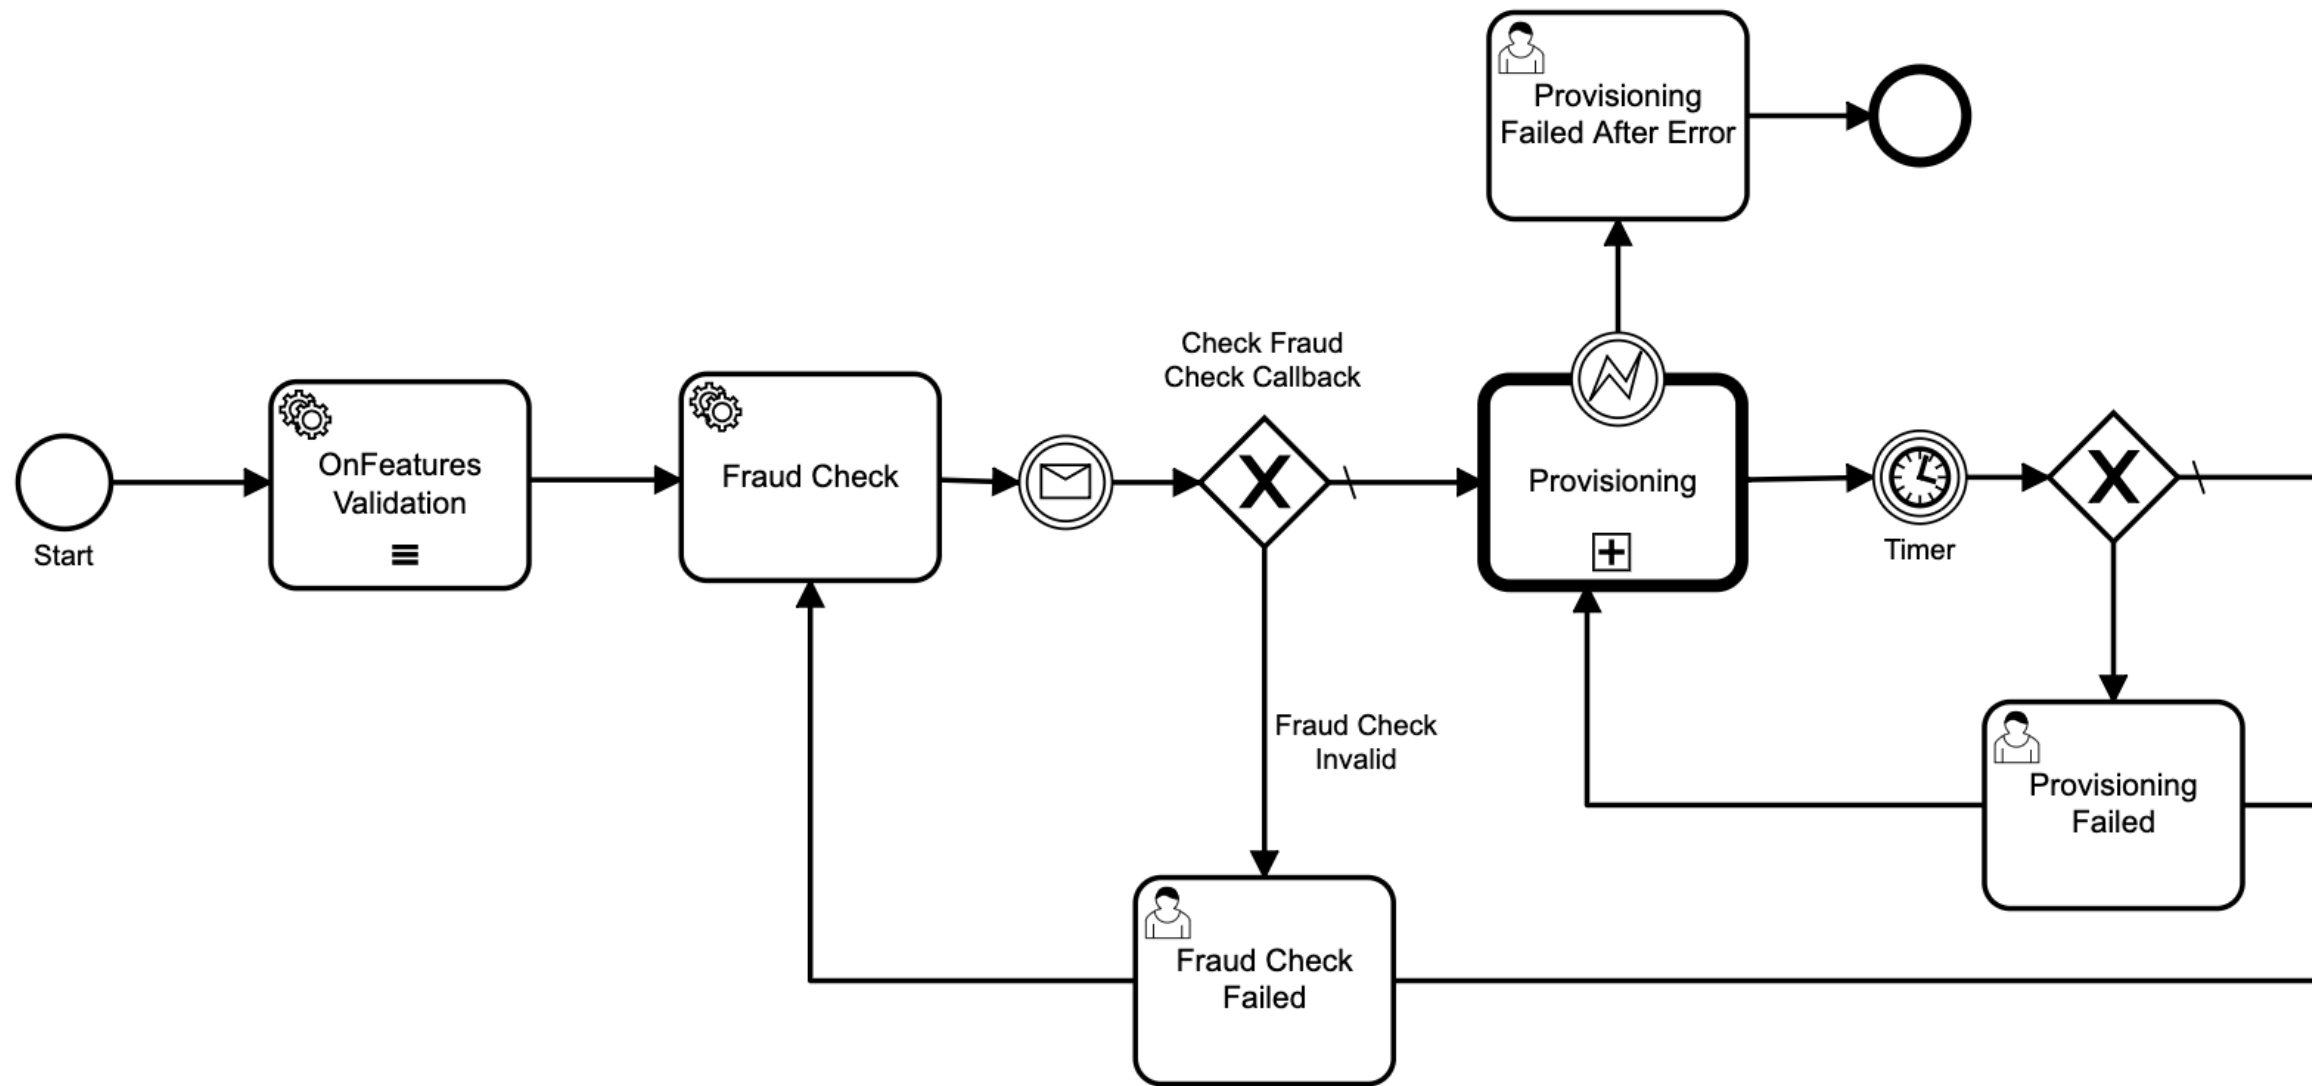 Provisioning
Failed After Error
Check Fraud
Check Callback
OnFeatures
Validation
Fraud Check
Provisioning
Start
Timer
Fraud Check
Invalid
Provisioning
Failed
Fraud Check
Failed